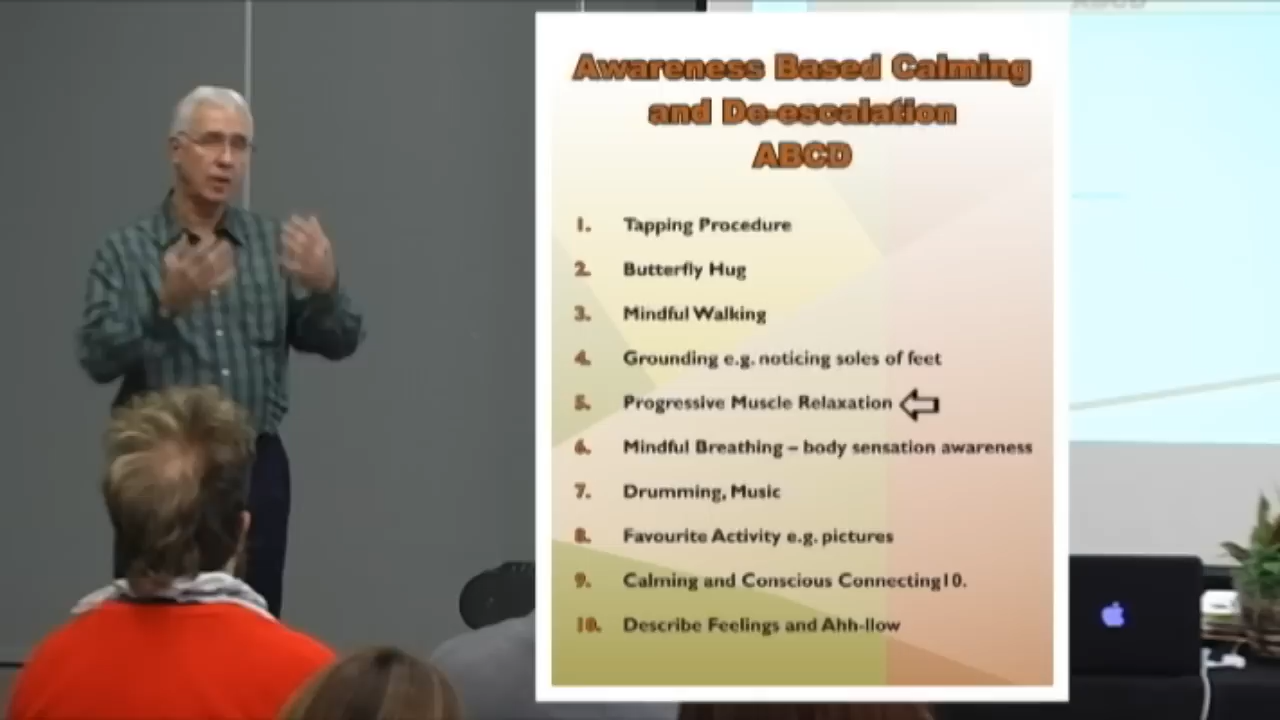 Awareness Based Calming
and De-escalation
ABCD
1. Tapping Procedure
2. Butterfly Hug
3. Mindful Walking
4. Grounding e.g. noticing soles of feet
5. Progressive Muscle Relaxation
6. Mindful Breathing – body sensation awareness
7. Drumming, Music
8. Favourite Activity e.g. pictures
9. Calming and Conscious Connecting10.
10. Describe Feelings and Ahh-llow